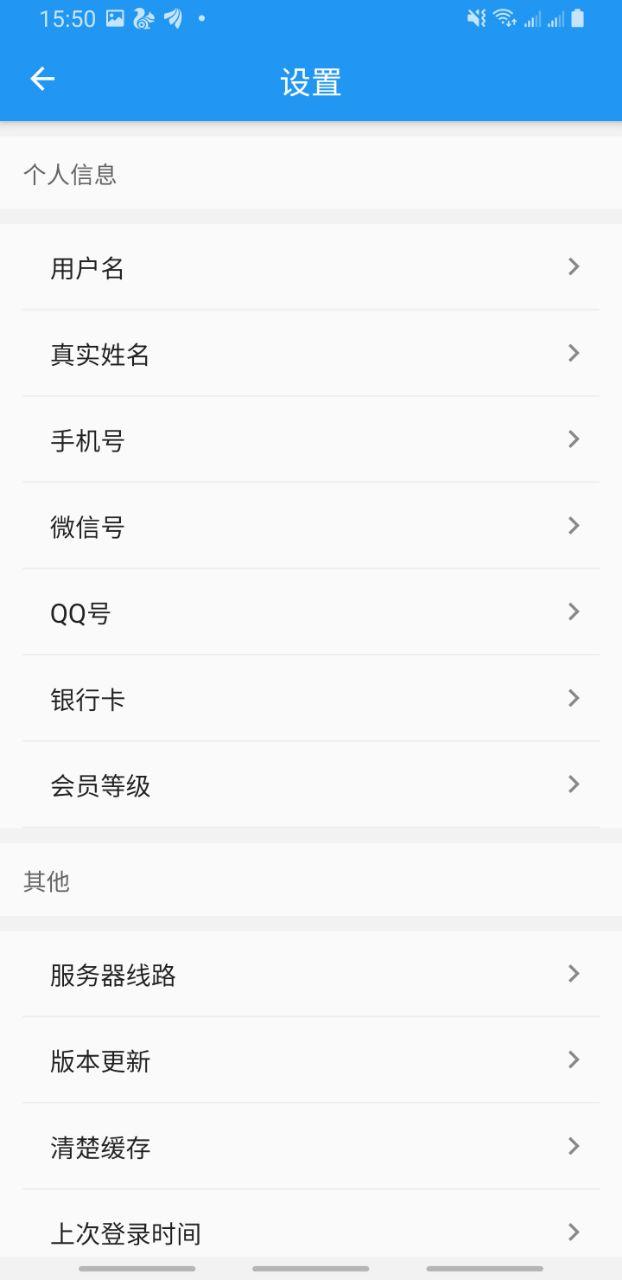 15:50
设置
个人信息
用户名
真实姓名
手机号
微信号
QQ号
银行卡
会员等级
其他
服务器线路
版本更新
清楚缓存
上次登录时间